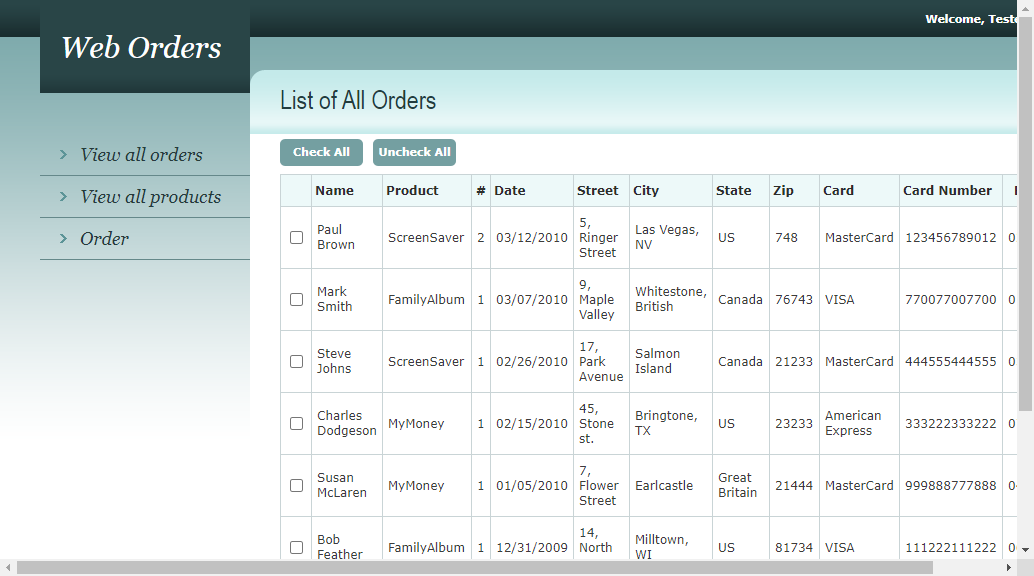 Welcome, Teste
Web Orders
List of All Orders
View all orders
View all products
Order
Check All Uncheck All
Name Product # Date Street City State Zip Card Card Number
Paul Brown ScreenSaver 2 03/12/2010 5, Ringer Street Las Vegas, NV US 748 MasterCard 123456789012 0
Mark Smith FamilyAlbum 1 03/07/2010 9, Maple Valley Whitestone, British Canada 76743 VISA 770077007700 0
Steve Johns ScreenSaver 1 02/26/2010 17, Park Avenue Salmon Island Canada 21233 MasterCard 444555444555 0
Charles Dodgeson MyMoney 1 02/15/2010 45, Stone st. Bringtone, TX US 23233 American Express 333222333222 0
Susan McLaren MyMoney 1 01/05/2010 7, Flower Street Earlcastle Great Britain 21444 MasterCard 999888777888 0
Bob Feather FamilyAlbum 1 12/31/2009 14, North Milltown, WI US 81734 VISA 111222111222 0